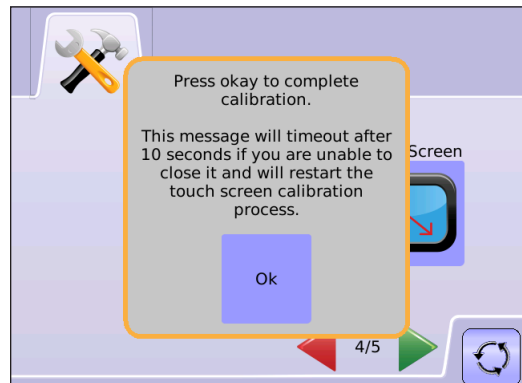 Press okay to complete
calibration.
This message will timeout after
10 seconds if you are unable to
close it and will restart the
touch screen calibration
process.
Screen
Ok
4/5